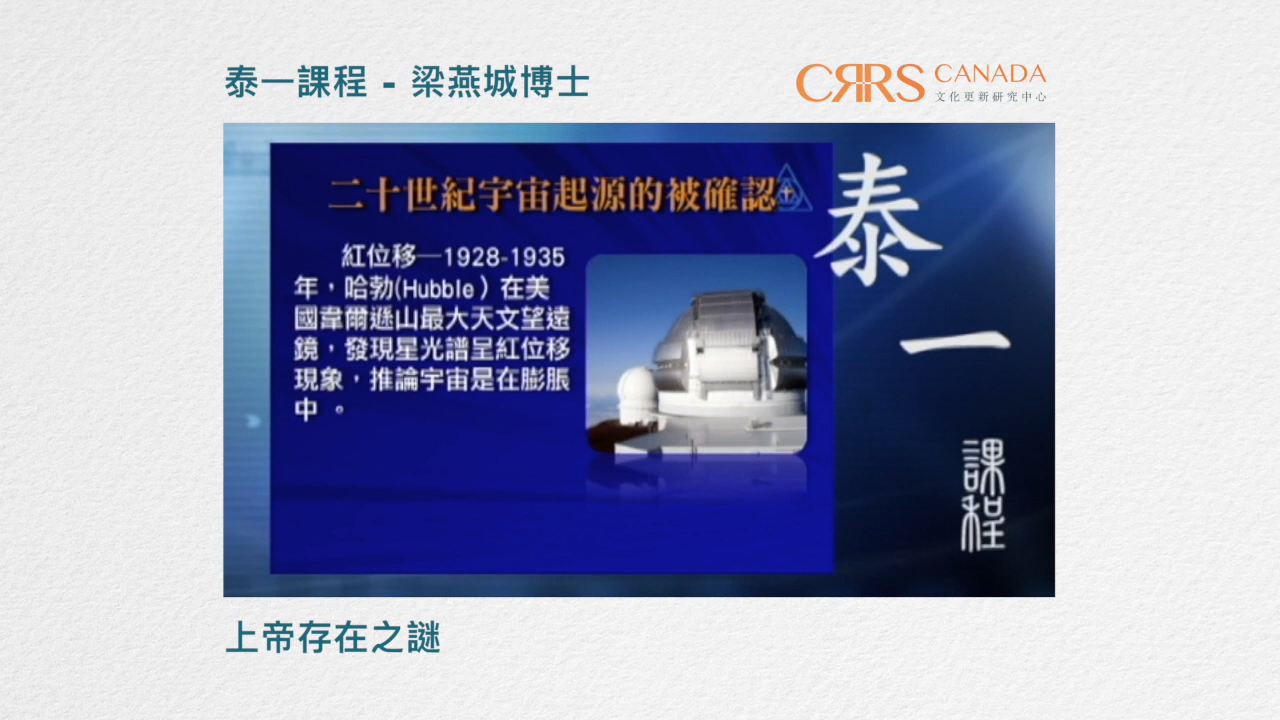 泰一課程 - 梁燕城博士
CRRS CANADA
文化更新研究中心
二十世紀宇宙起源的被確認
紅位移─1928-1935
年，哈勃(Hubble）在美
國韋爾遜山最大天文望遠
鏡，發現星光譜呈紅位移
現象，推論宇宙是在膨脹
中 。
泰
一
課程
上帝存在之謎